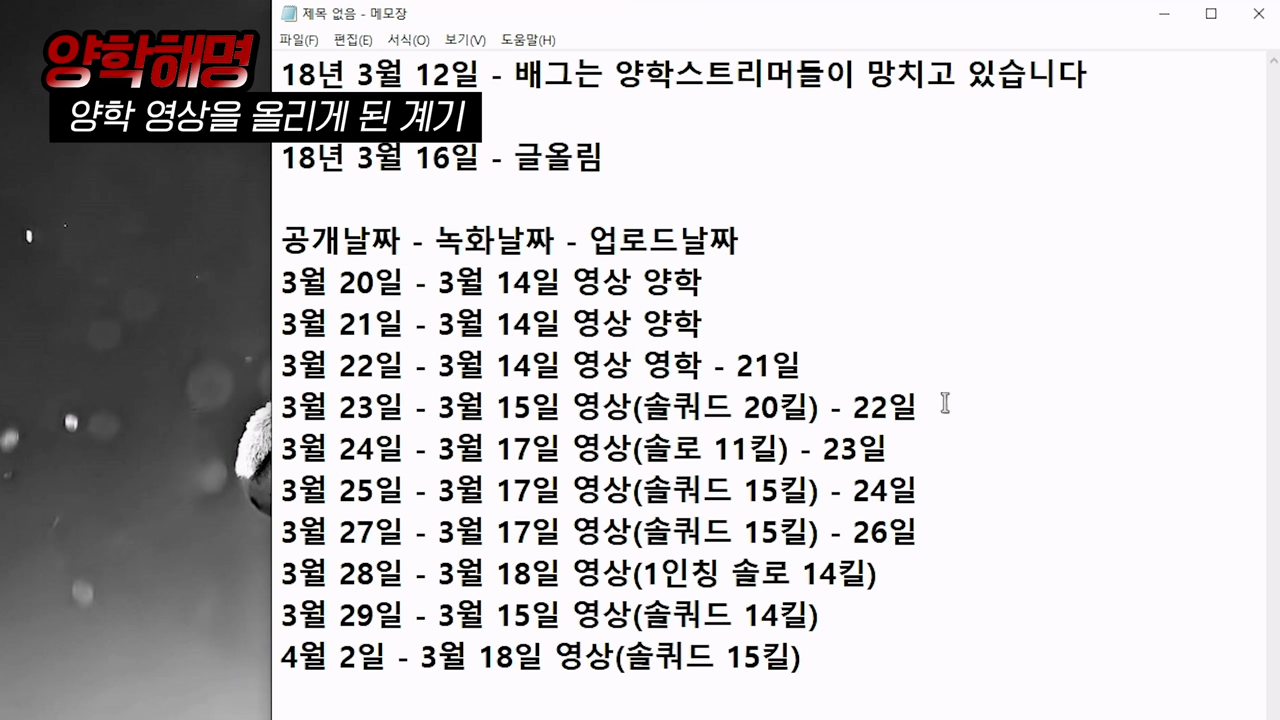 제목 없음 - 메모장
파일(F) 편집(E) 서식(O) 보기(V) 도움말(H)
양학해명
양학 영상을 올리게 된 계기
18년 3월 12일 - 배그는 양학스트리머들이 망치고 있습니다
18년 3월 16일 - 글올림
공개날짜 - 녹화날짜 - 업로드날짜
3월 20일 - 3월 14일 영상 양학
3월 21일 - 3월 14일 영상 양학
3월 22일 - 3월 14일 영상 영학 - 21일
3월 23일 - 3월 15일 영상(솔쿼드 20킬) - 22일
3월 24일 - 3월 17일 영상(솔로 11킬) - 23일
3월 25일 - 3월 17일 영상(솔쿼드 15킬) - 24일
3월 27일 - 3월 17일 영상(솔쿼드 15킬) - 26일
3월 28일 - 3월 18일 영상(1인칭 솔로 14킬)
3월 29일 - 3월 15일 영상(솔쿼드 14킬)
4월 2일 - 3월 18일 영상(솔쿼드 15킬)